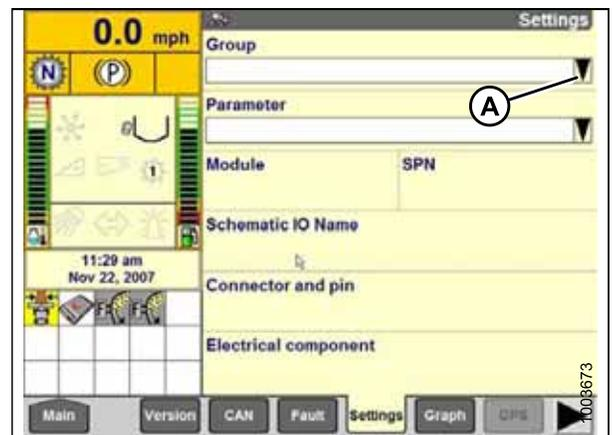 0.0 mph
N (P)
1
11:29 am
Nov 22, 2007
Settings
Group
A
Parameter
Module SPN
Schematic IO Name
Connector and pin
Electrical component
Main Version CAN Fault Settings Graph GPS
1003673